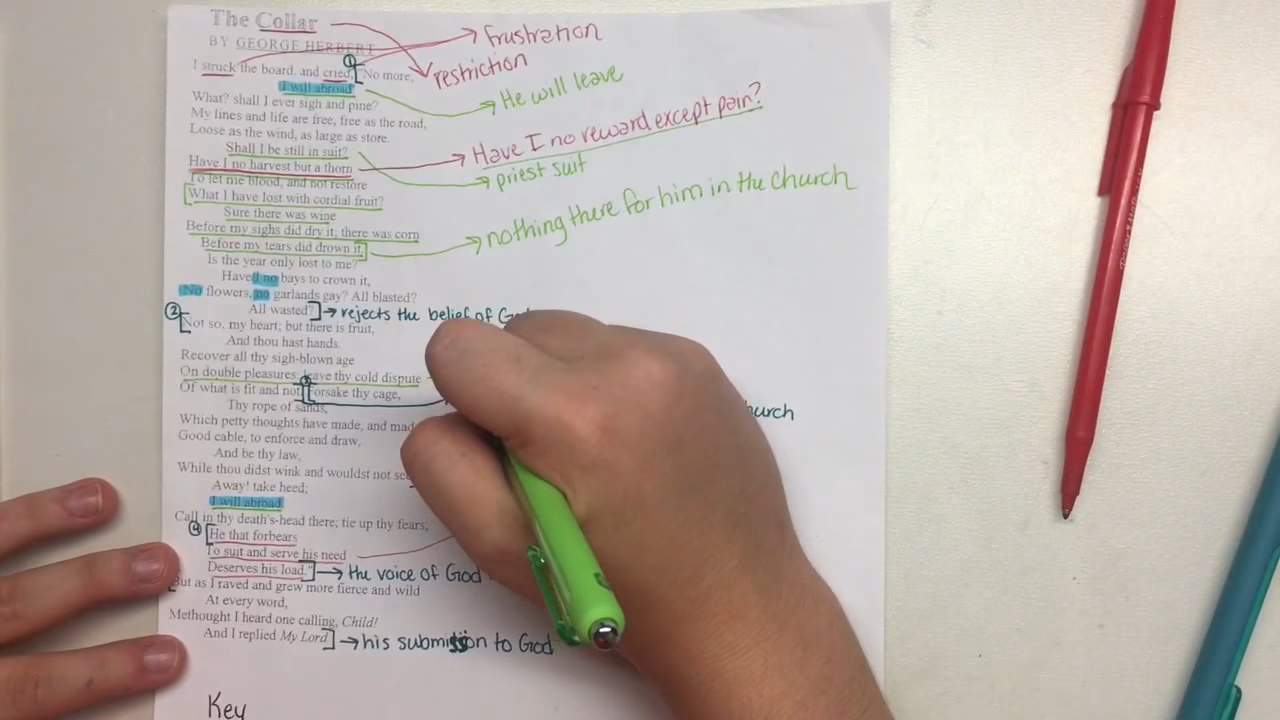 The Collar
frustration
BY GEORGE HERBERT
restriction
①
I struck the board, and cried, "No more;
I will abroad!
He will leave
What? shall I ever sigh and pine?
My lines and life are free, free as the road,
Loose as the wind, as large as store.
Have I no reward except pain?
Shall I be still in suit?
Have I no harvest but a thorn
priest suit
To let me blood, and not restore
What I have lost with cordial fruit?
Sure there was wine
nothing there for him in the church
Before my sighs did dry it; there was corn
Before my tears did drown it.
Is the year only lost to me?
Have I no bays to crown it,
No flowers, no garlands gay? All blasted?
All wasted?
rejects the belief of
②
Not so, my heart; but there is fruit,
And thou hast hands.
Recover all thy sigh-blown age
On double pleasures: leave thy cold dispute
③
Of what is fit and not. Forsake thy cage,
Thy rope of sands,
Which petty thoughts have made, and
Good cable, to enforce and draw,
And be thy law,
While thou didst wink and wouldst not
Away! take heed;
I will abroad.
Call in thy death's-head there; tie up thy fears;
④
He that forbears
To suit and serve his need
Deserves his load."
the voice of God
But as I raved and grew more fierce and wild
At every word,
Methought I heard one calling, Child!
And I replied My Lord
his submission to God
Key